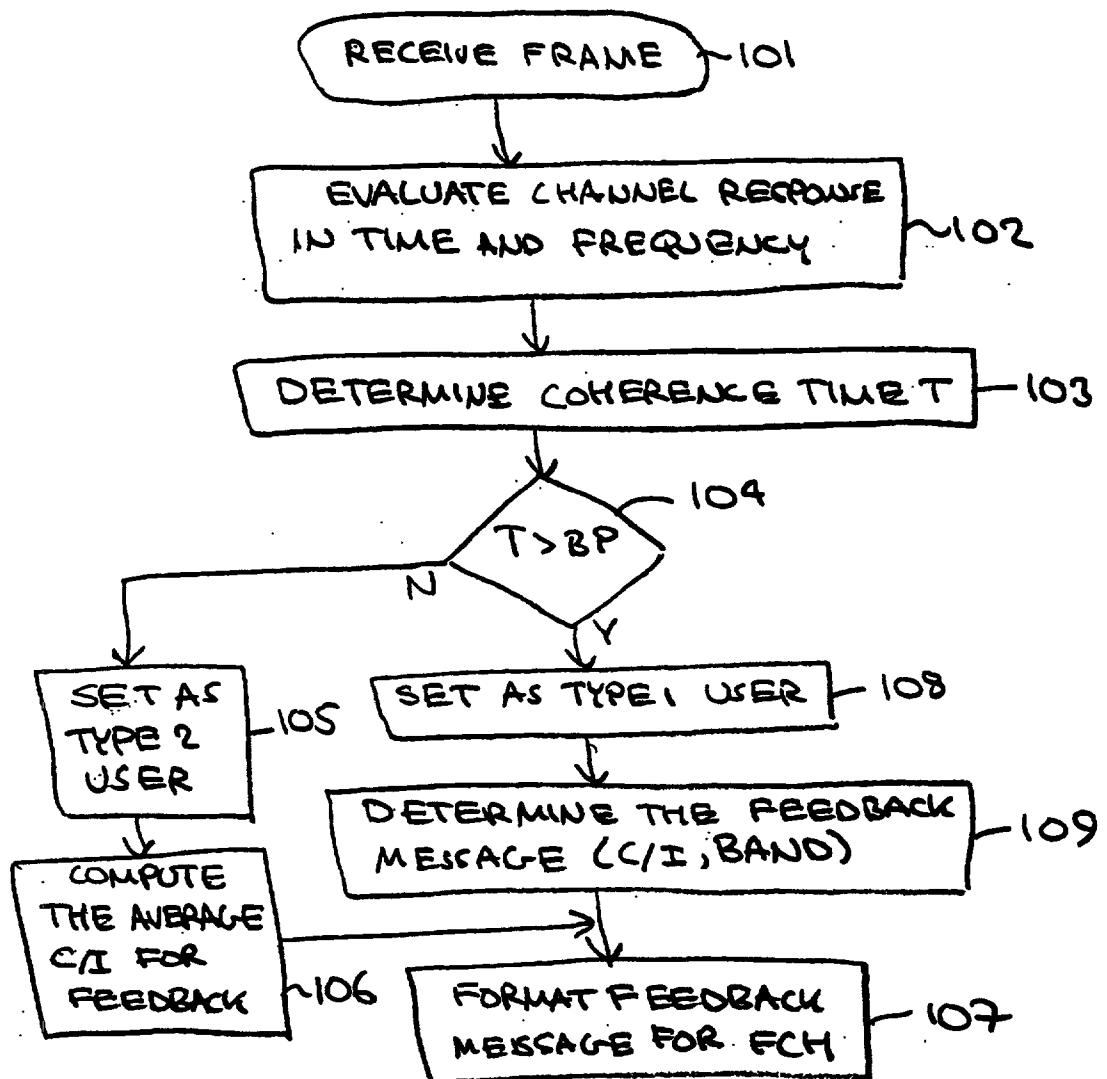 RECEIVE FRAME
101
EVALUATE CHANNEL RESPONSE
IN TIME AND FREQUENCY
102
DETERMINE COHERENCE TIME T
103
104
T > BP
N
Y
SET AS
TYPE 2
USER
105
SET AS TYPE 1 USER
108
DETERMINE THE FEEDBACK
MESSAGE (C/I, BAND)
109
COMPUTE
THE AVERAGE
C/I FOR
FEEDBACK
106
FORMAT FEEDBACK
MESSAGE FOR FCH
107